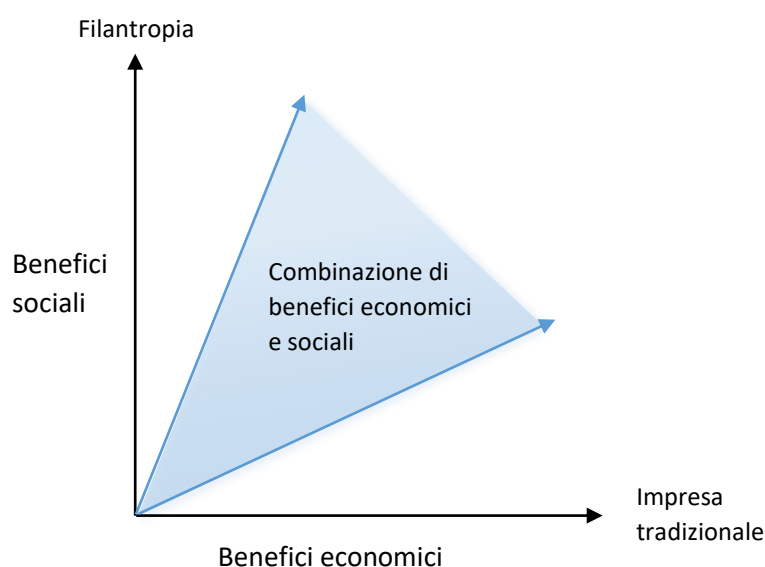 Filantropia
Benefici
sociali
Combinazione di
benefici economici
e sociali
Impresa
tradizionale
Benefici economici